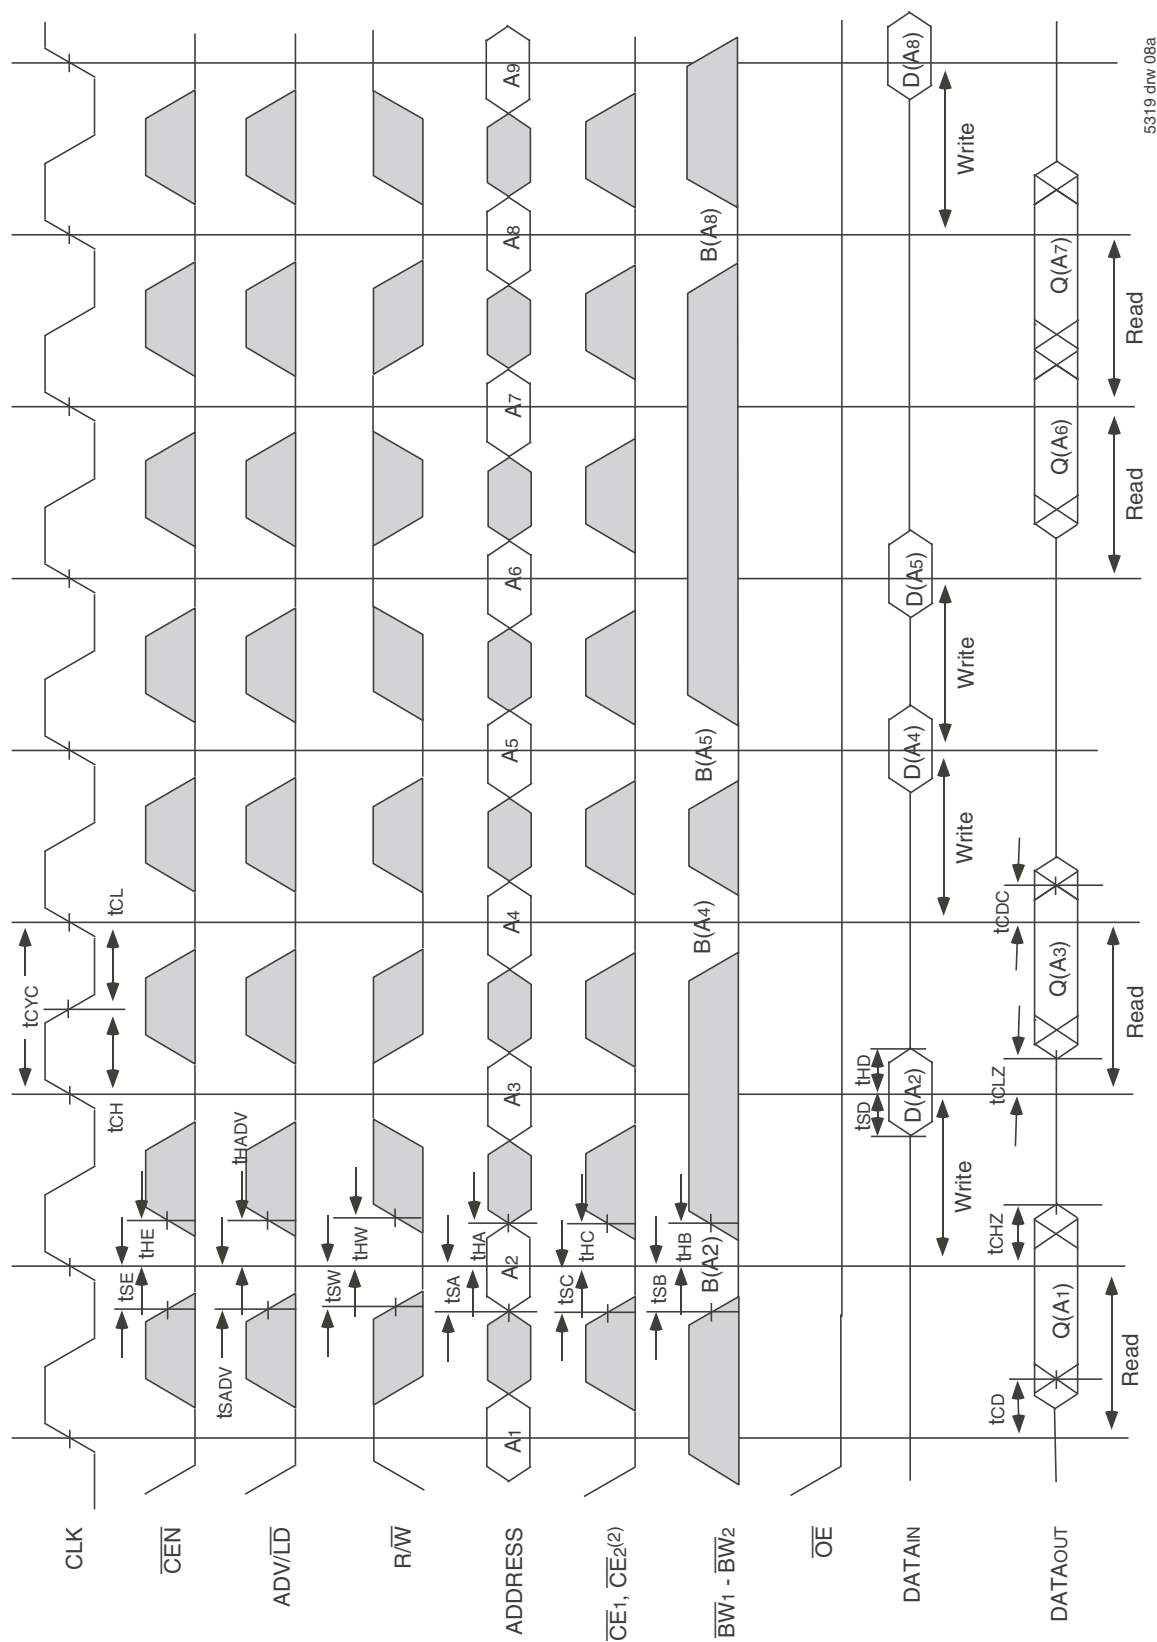 CLK
tCYC
tCH
tCL
CEN
tSE
tHE
ADV/LD
tSADV
tHADV
R/W
tSW
tHW
ADDRESS
A1
A2
A3
A4
A5
A6
A7
A8
A9
tSA
tHA
CE1, CE2(2)
tSC
tHC
BW1 - BW2
tSB
tHB
B(A2)
B(A4)
B(A5)
B(A8)
OE
DATAIN
D(A2)
D(A4)
D(A5)
D(A8)
tSD
tHD
Write
Write
Write
Write
DATAOUT
tCD
tCHZ
tCLZ
tCDC
Q(A1)
Q(A3)
Q(A6)
Q(A7)
Read
Read
Read
Read
5319 drw 08a